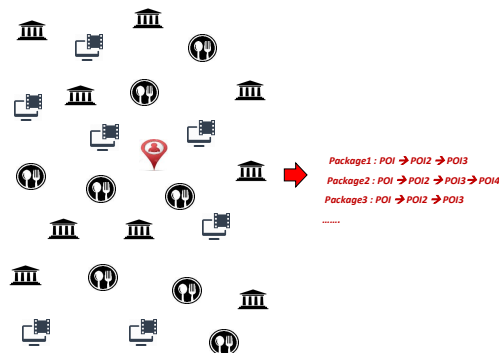 Package1 : POI ➔POI2 ➔POI3
Package2 : POI ➔POI2 ➔POI3➔POI4
Package3 : POI ➔POI2 ➔POI3
.......